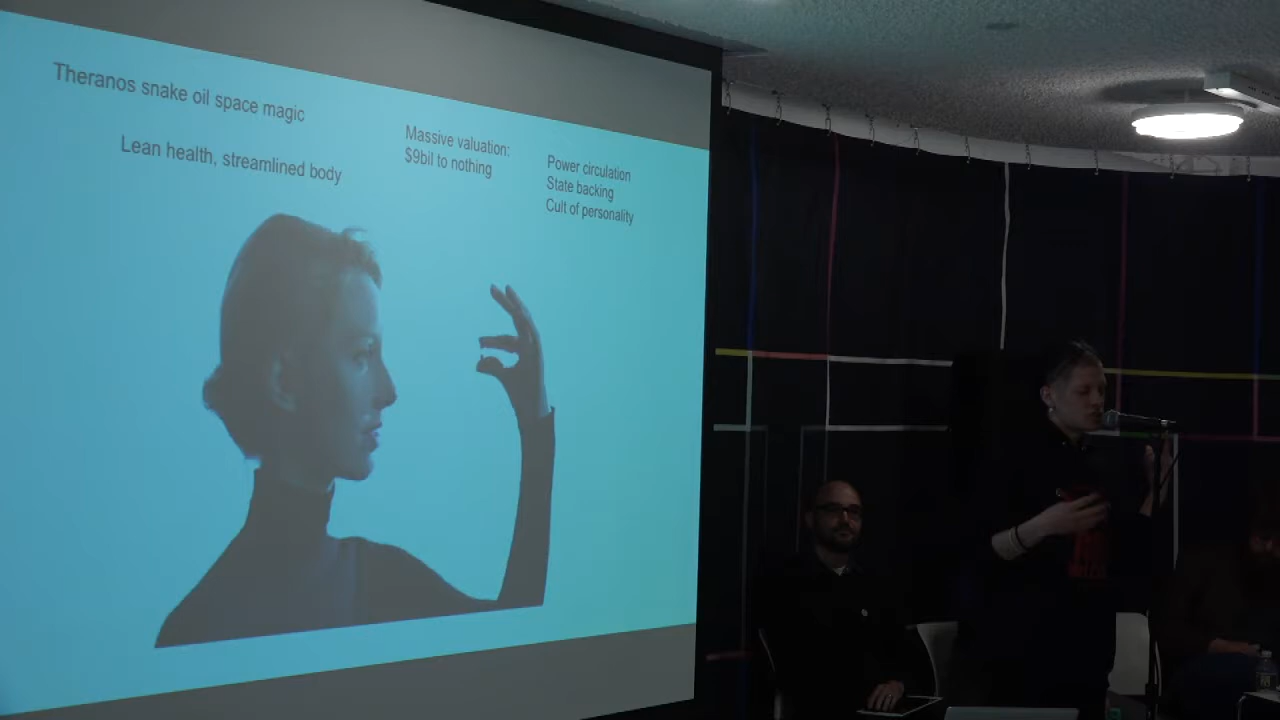 Theranos snake oil space magic
Lean health, streamlined body
Massive valuation:
$9bil to nothing
Power circulation
State backing
Cult of personality